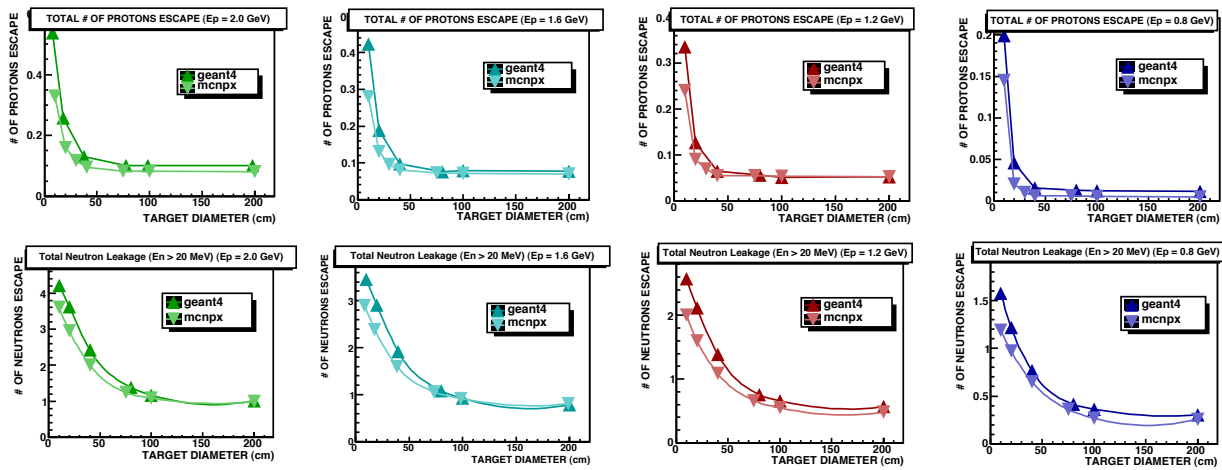 TOTAL # OF PROTONS ESCAPE (Ep = 2.0 GeV)
# OF PROTONS ESCAPE
geant4
mcnpx
0.4
0.2
0
0 50 100 150 200
TARGET DIAMETER (cm)
TOTAL # OF PROTONS ESCAPE (Ep = 1.6 GeV)
# OF PROTONS ESCAPE
geant4
mcnpx
0.4
0.3
0.2
0.1
0
0 50 100 150 200
TARGET DIAMETER (cm)
TOTAL # OF PROTONS ESCAPE (Ep = 1.2 GeV)
# OF PROTONS ESCAPE
geant4
mcnpx
0.4
0.3
0.2
0.1
0
0 50 100 150 200
TARGET DIAMETER (cm)
TOTAL # OF PROTONS ESCAPE (Ep = 0.8 GeV)
# OF PROTONS ESCAPE
geant4
mcnpx
0.2
0.15
0.1
0.05
0
0 50 100 150 200
TARGET DIAMETER (cm)
Total Neutron Leakage (En > 20 MeV) (Ep = 2.0 GeV)
# OF NEUTRONS ESCAPE
geant4
mcnpx
4
3
2
1
0
0 50 100 150 200
TARGET DIAMETER (cm)
Total Neutron Leakage (En > 20 MeV) (Ep = 1.6 GeV)
# OF NEUTRONS ESCAPE
geant4
mcnpx
3
2
1
0
0 50 100 150 200
TARGET DIAMETER (cm)
Total Neutron Leakage (En > 20 MeV) (Ep = 1.2 GeV)
# OF NEUTRONS ESCAPE
geant4
mcnpx
2
1
0
0 50 100 150 200
TARGET DIAMETER (cm)
Total Neutron Leakage (En > 20 MeV) (Ep = 0.8 GeV)
# OF NEUTRONS ESCAPE
geant4
mcnpx
1.5
1
0.5
0
0 50 100 150 200
TARGET DIAMETER (cm)